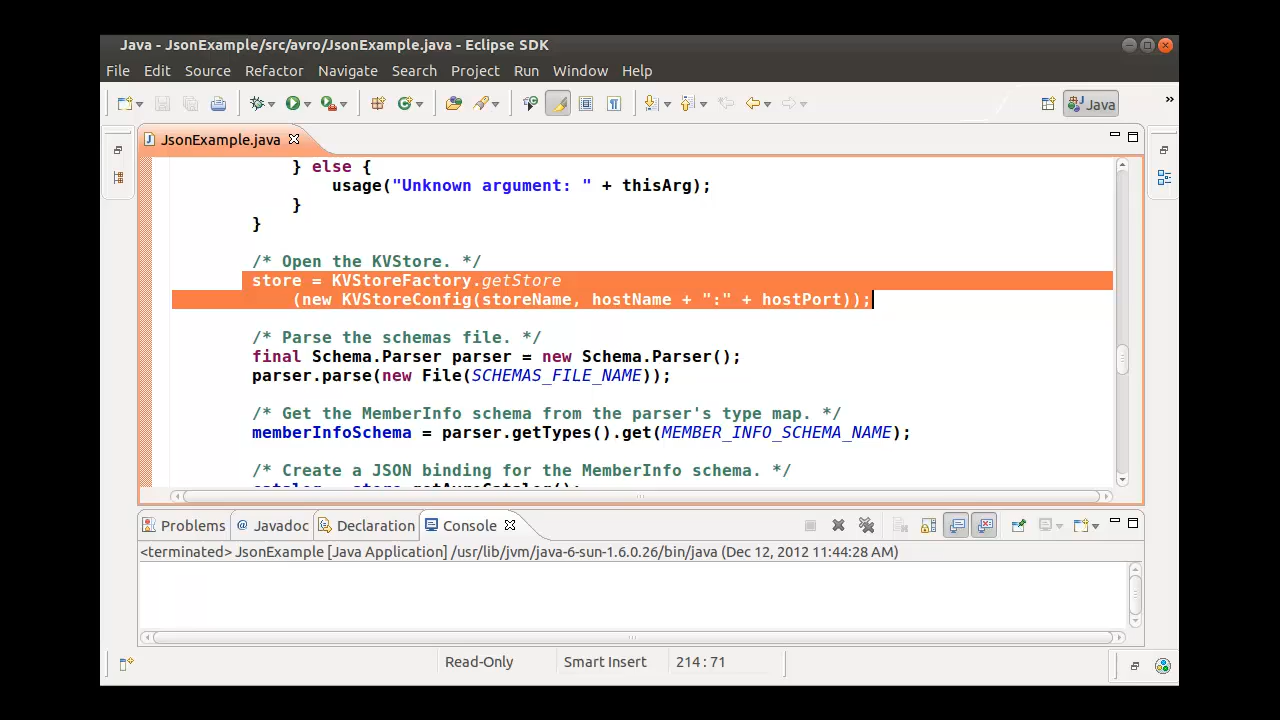 Java - JsonExample/src/avro/JsonExample.java - Eclipse SDK
File Edit Source Refactor Navigate Search Project Run Window Help
Java »
JsonExample.java
} else {
usage("Unknown argument: " + thisArg);
}
}
/* Open the KVStore. */
store = KVStoreFactory.getStore
(new KVStoreConfig(storeName, hostName + ":" + hostPort));
/* Parse the schemas file. */
final Schema.Parser parser = new Schema.Parser();
parser.parse(new File(SCHEMAS_FILE_NAME));
/* Get the MemberInfo schema from the parser's type map. */
memberInfoSchema = parser.getTypes().get(MEMBER_INFO_SCHEMA_NAME);
/* Create a JSON binding for the MemberInfo schema. */
catalog = store.getAvroCatalog();
Problems @ Javadoc Declaration Console
<terminated> JsonExample [Java Application] /usr/lib/jvm/java-6-sun-1.6.0.26/bin/java (Dec 12, 2012 11:44:28 AM)
Read-Only Smart Insert 214:71